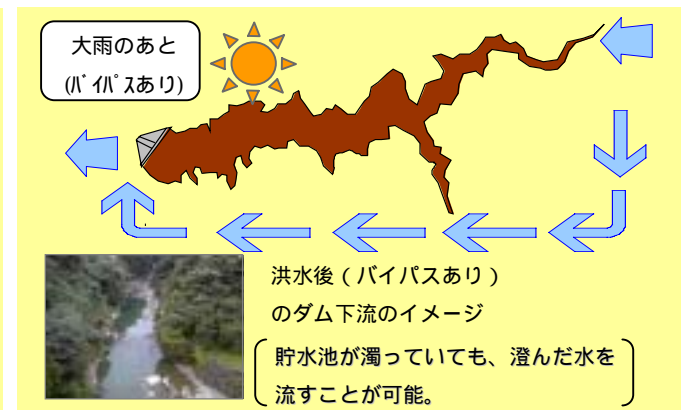 大雨のあと
(ﾊﾞｲﾊﾟｽあり)
洪水後（バイパスあり）
のダム下流のイメージ
貯水池が濁っていても、澄んだ水を
流すことが可能。